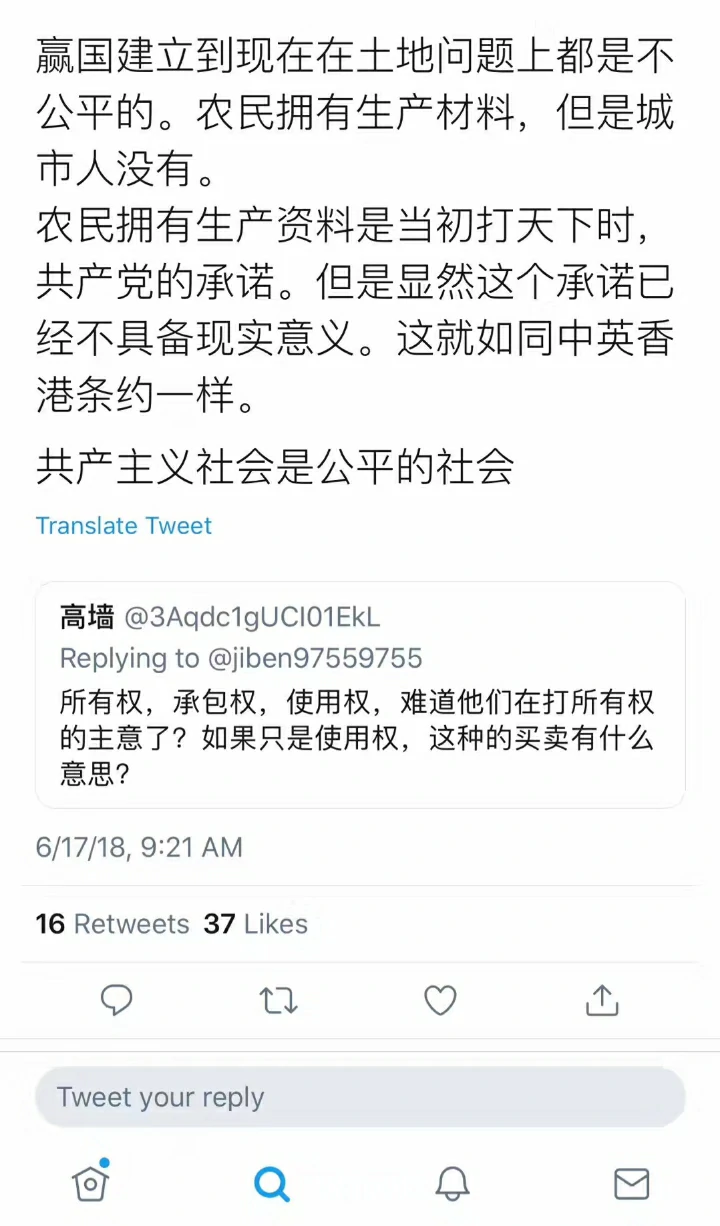 赢国建立到现在在土地问题上都是不
公平的。农民拥有生产材料，但是城
市人没有。
农民拥有生产资料是当初打天下时，
共产党的承诺。但是显然这个承诺已
经不具备现实意义。这就如同中英香
港条约一样。
共产主义社会是公平的社会
Translate Tweet
高墙 @3Aqdc1gUCI01EkL
Replying to @jiben97559755
所有权，承包权，使用权，难道他们在打所有权
的主意了？如果只是使用权，这种的买卖有什么
意思？
6/17/18, 9:21 AM
16 Retweets 37 Likes
Tweet your reply